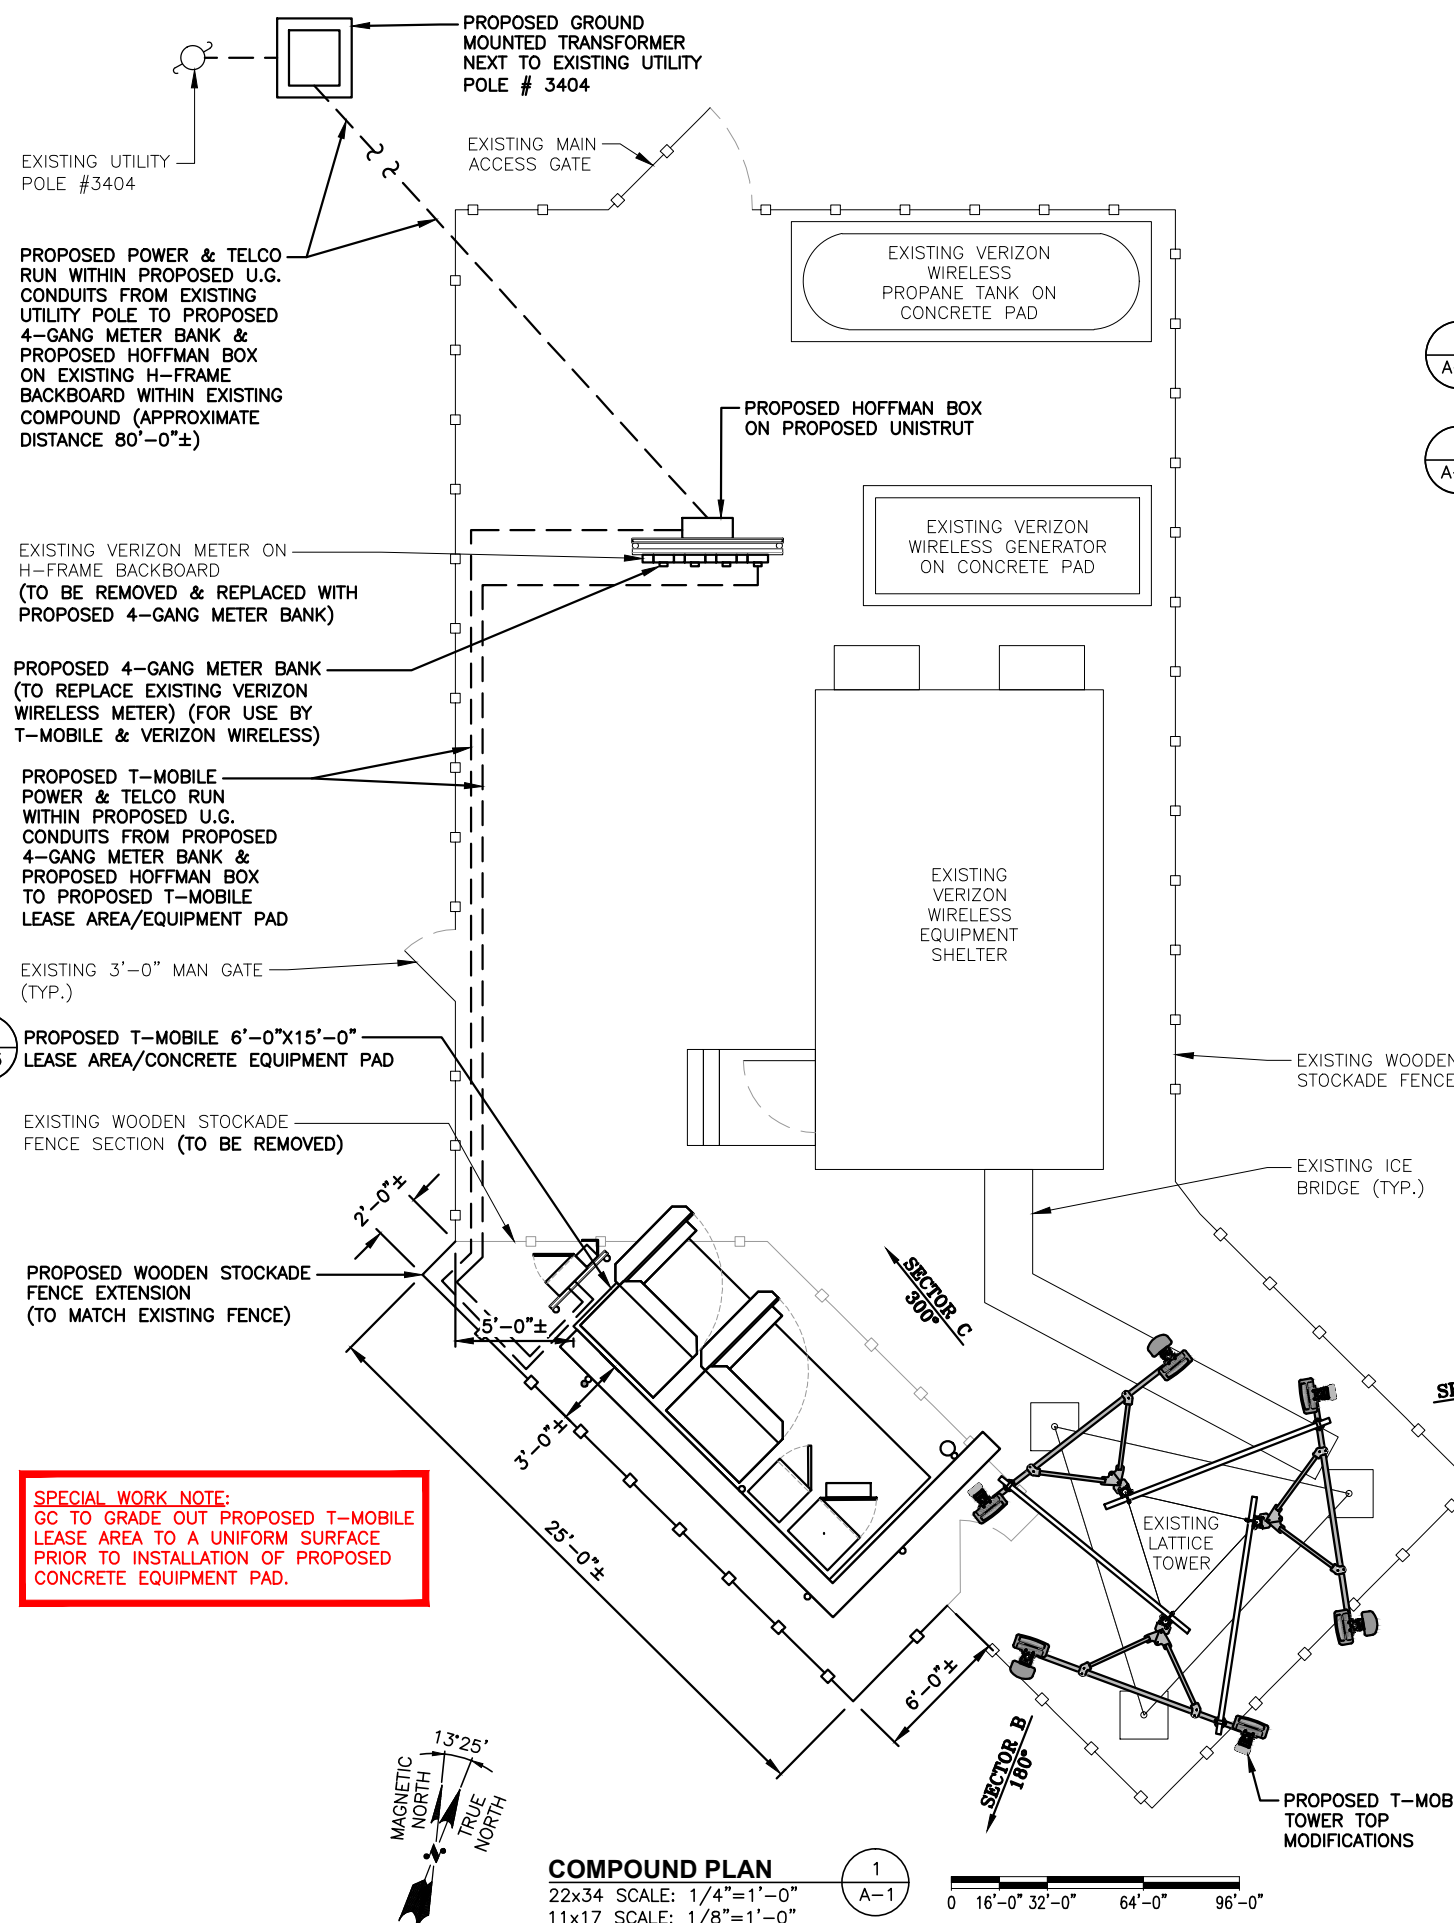 PROPOSED GROUND
MOUNTED TRANSFORMER
NEXT TO EXISTING UTILITY
POLE # 3404
EXISTING MAIN
ACCESS GATE
EXISTING UTILITY
POLE #3404
PROPOSED POWER & TELCO
RUN WITHIN PROPOSED U.G.
CONDUITS FROM EXISTING
UTILITY POLE TO PROPOSED
4-GANG METER BANK &
PROPOSED HOFFMAN BOX
ON EXISTING H-FRAME
BACKBOARD WITHIN EXISTING
COMPOUND (APPROXIMATE
DISTANCE 80'-0"±)
EXISTING VERIZON
WIRELESS
PROPANE TANK ON
CONCRETE PAD
A
A-
PROPOSED HOFFMAN BOX
ON PROPOSED UNISTRUT
EXISTING VERIZON
WIRELESS GENERATOR
ON CONCRETE PAD
EXISTING VERIZON METER ON
H-FRAME BACKBOARD
(TO BE REMOVED & REPLACED WITH
PROPOSED 4-GANG METER BANK)
PROPOSED 4-GANG METER BANK
(TO REPLACE EXISTING VERIZON
WIRELESS METER) (FOR USE BY
T-MOBILE & VERIZON WIRELESS)
PROPOSED T-MOBILE
POWER & TELCO RUN
WITHIN PROPOSED U.G.
CONDUITS FROM PROPOSED
4-GANG METER BANK &
PROPOSED HOFFMAN BOX
TO PROPOSED T-MOBILE
LEASE AREA/EQUIPMENT PAD
EXISTING
VERIZON
WIRELESS
EQUIPMENT
SHELTER
EXISTING 3'-0" MAN GATE
(TYP.)
PROPOSED T-MOBILE 6'-0"X15'-0"
LEASE AREA/CONCRETE EQUIPMENT PAD
EXISTING WOODEN
STOCKADE FENCE
EXISTING WOODEN STOCKADE
FENCE SECTION (TO BE REMOVED)
EXISTING ICE
BRIDGE (TYP.)
2'-0"±
PROPOSED WOODEN STOCKADE
FENCE EXTENSION
(TO MATCH EXISTING FENCE)
5'-0"±
SECTOR C
300°
3'-0"±
25'-0"±
SPECIAL WORK NOTE:
GC TO GRADE OUT PROPOSED T-MOBILE
LEASE AREA TO A UNIFORM SURFACE
PRIOR TO INSTALLATION OF PROPOSED
CONCRETE EQUIPMENT PAD.
EXISTING
LATTICE
TOWER
6'-0"±
SECTOR B
180°
PROPOSED T-MOB
TOWER TOP
MODIFICATIONS
13°25'
MAGNETIC
NORTH
TRUE
NORTH
COMPOUND PLAN
22x34 SCALE: 1/4"=1'-0"
11x17 SCALE: 1/8"=1'-0"
1
A-1
0 16'-0" 32'-0" 64'-0" 96'-0"